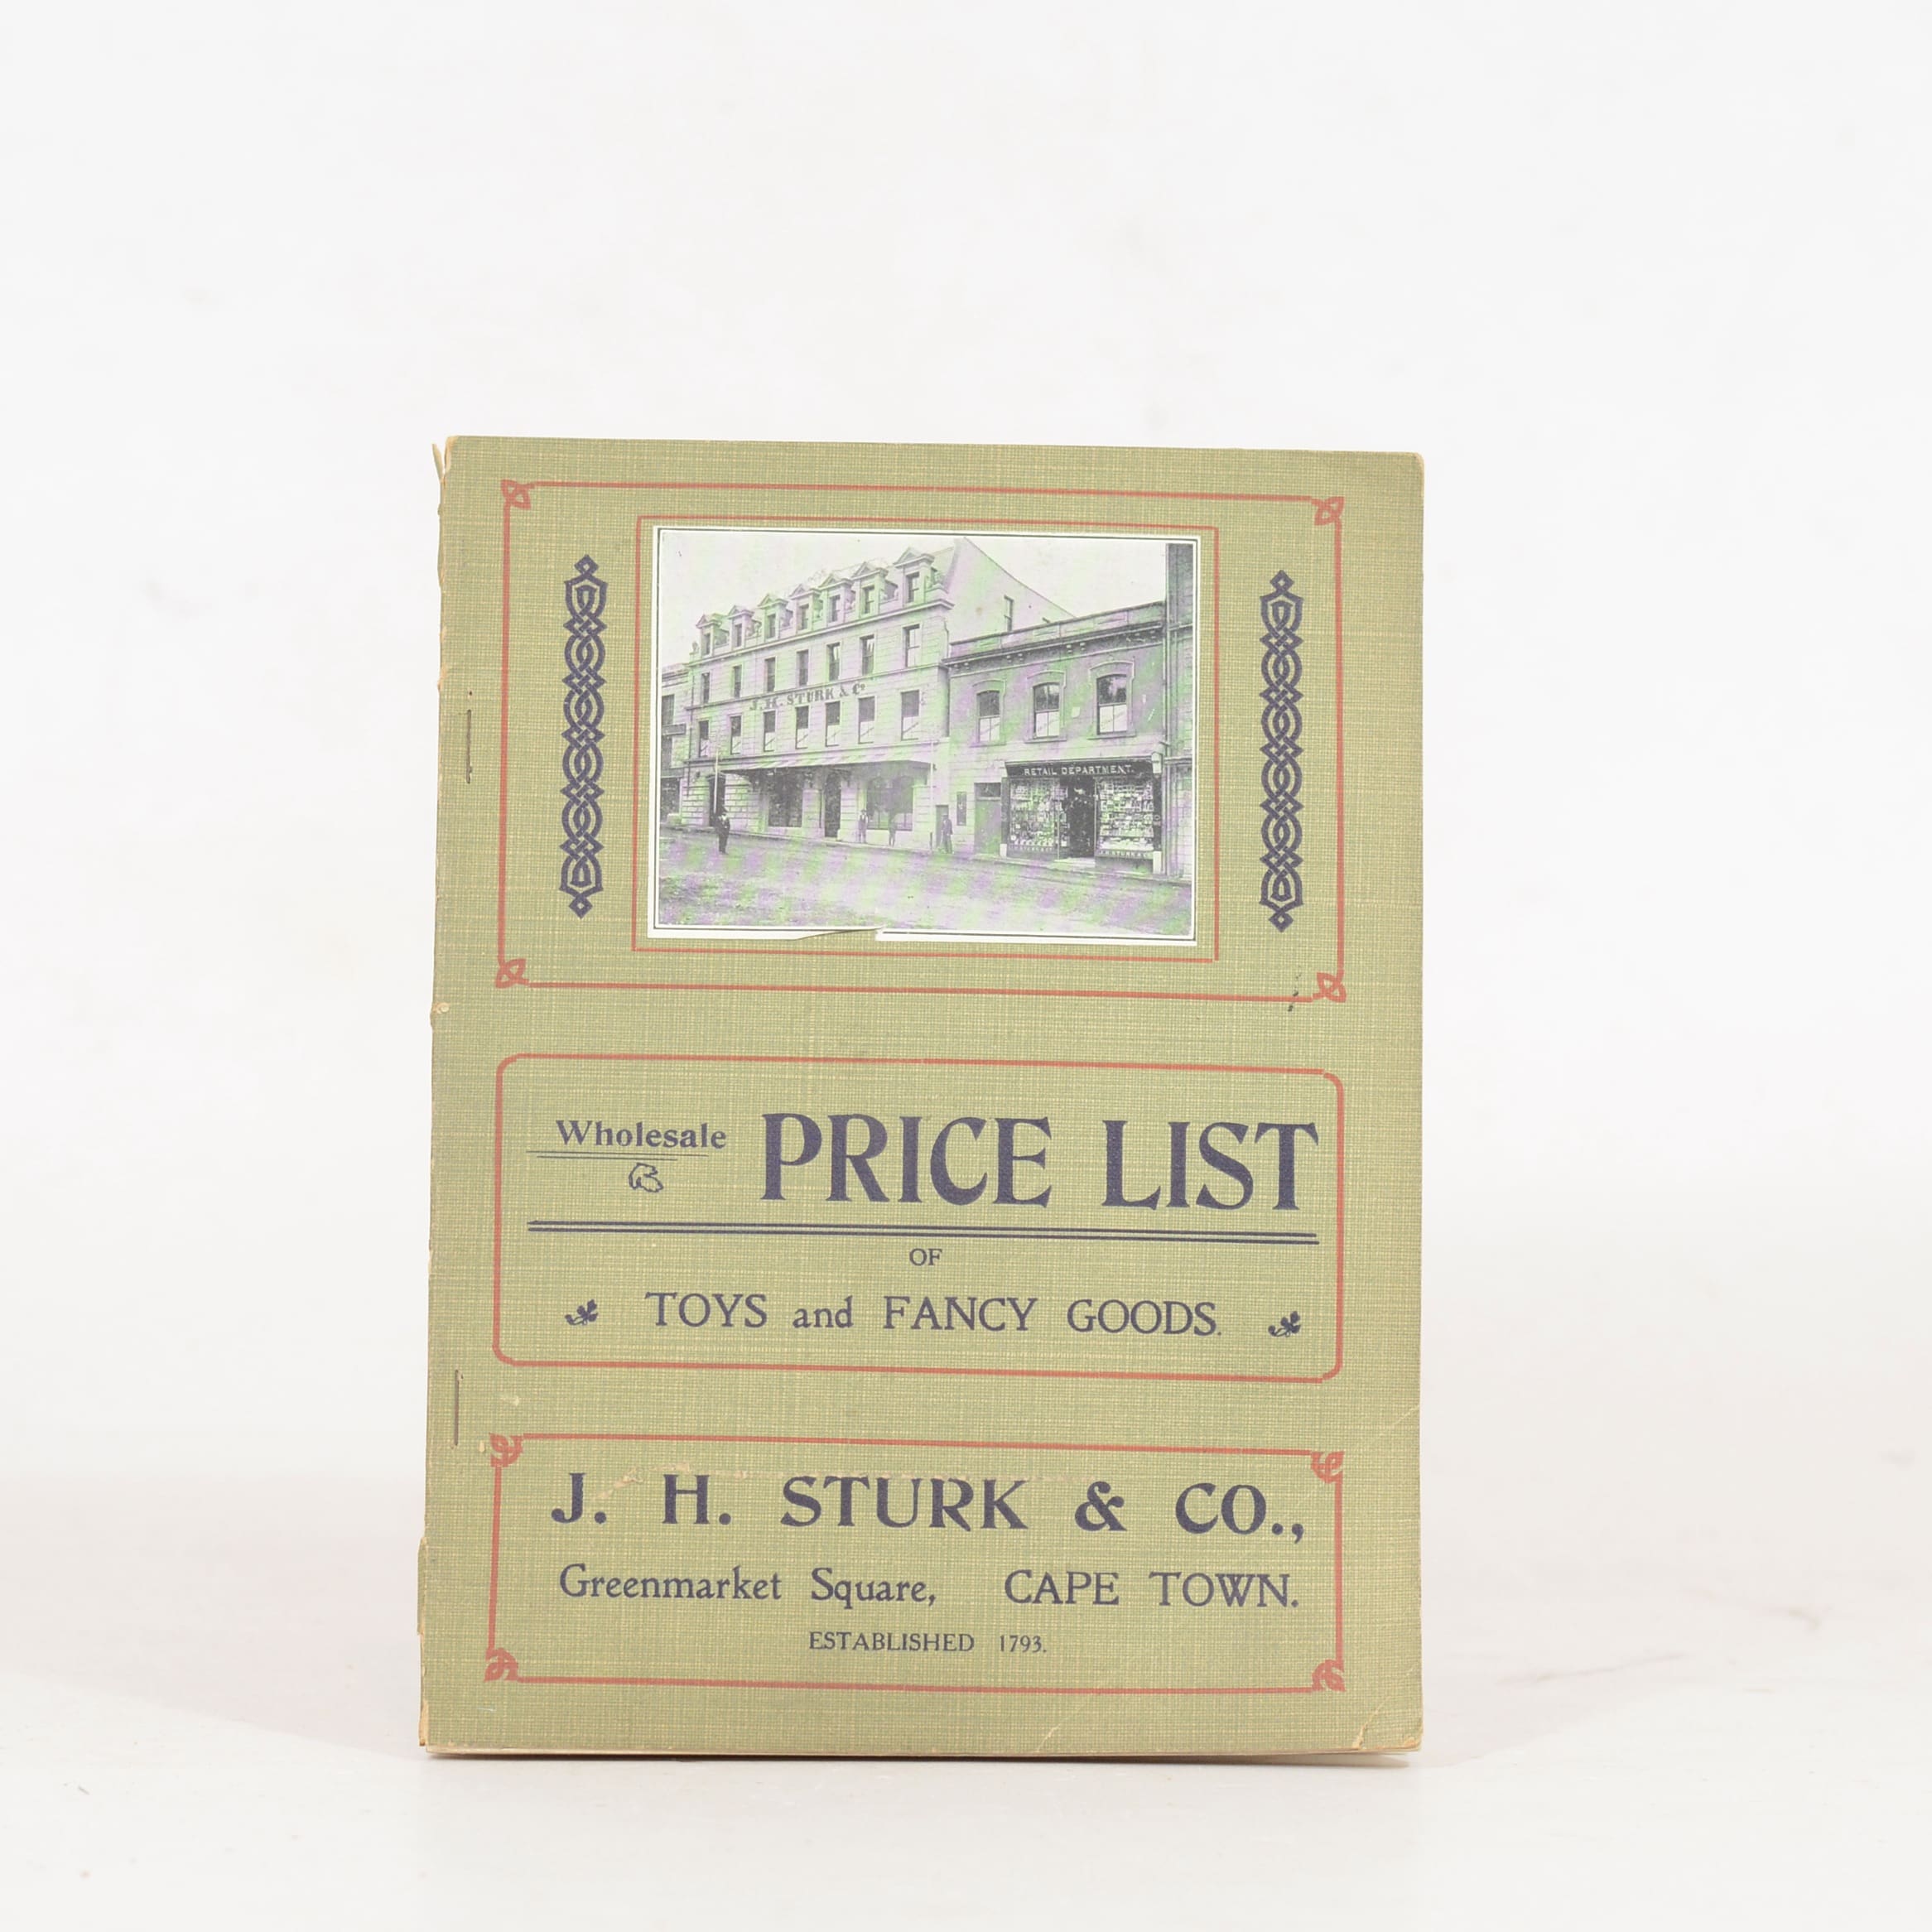 J. H. STURK & Co
RETAIL DEPARTMENT.
Wholesale PRICE LIST
OF
TOYS and FANCY GOODS.
J. H. STURK & CO.,
Greenmarket Square, CAPE TOWN.
ESTABLISHED 1793.